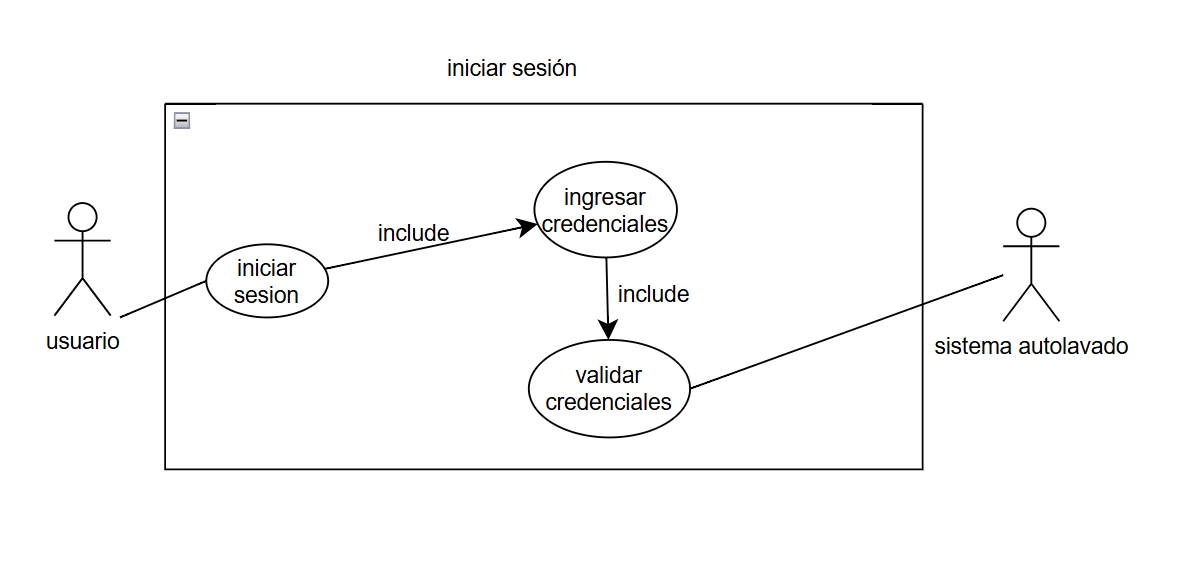 iniciar sesión
ingresar
credenciales
include
iniciar
sesion
include
usuario
sistema autolavado
validar
credenciales